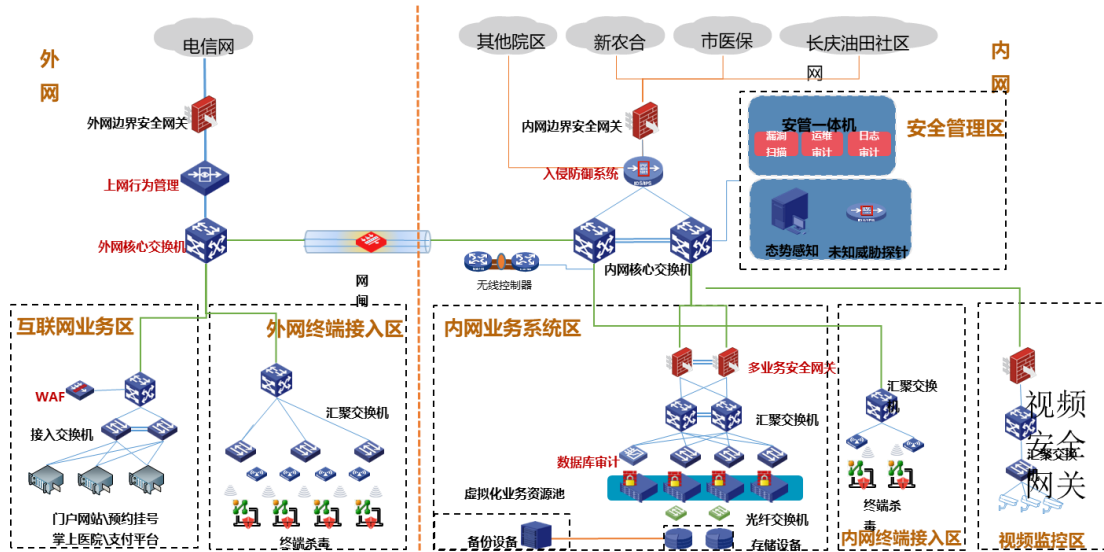 外
网
电信网
外网边界安全网关
上网行为管理
外网核心交换机
网
闸
其他院区
新农合
市医保
长庆油田社区
网
内
网
内网边界安全网关
入侵防御系统
无线控制器
内网核心交换机
安全管理区
安管一体机
漏洞
扫描
运维
审计
日志
审计
态势感知
未知威胁探针
互联网业务区
WAF
接入交换机
门户网站\预约挂号
掌上医院\支付平台
外网终端接入区
汇聚交换机
终端杀毒
内网业务系统区
多业务安全网关
汇聚交换机
数据库审计
虚拟化业务资源池
光纤交换机
备份设备
存储设备
汇聚交换
机
终端杀
毒
内网终端接入区
视频
安全
网关
汇聚交换
视频监控区